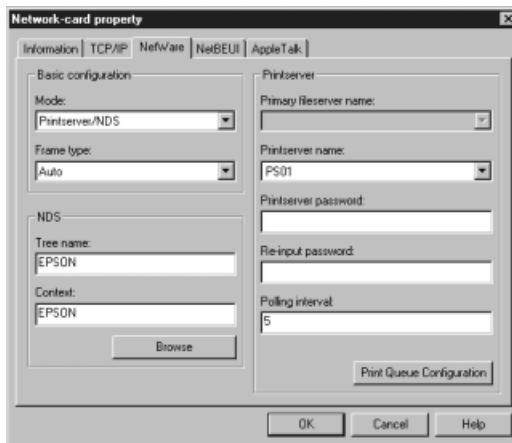 Network-card property
Information
TCP/IP
NetWare
NetBEUI
AppleTalk
Basic configuration
Mode:
Printserver/NDS
Frame type:
Auto
NDS
Tree name:
EPSON
Context:
EPSON
Browse
Printserver
Primary fileserver name:
Printserver name:
PS01
Printserver password:
Re-input password:
Polling interval:
5
Print Queue Configuration
OK
Cancel
Help